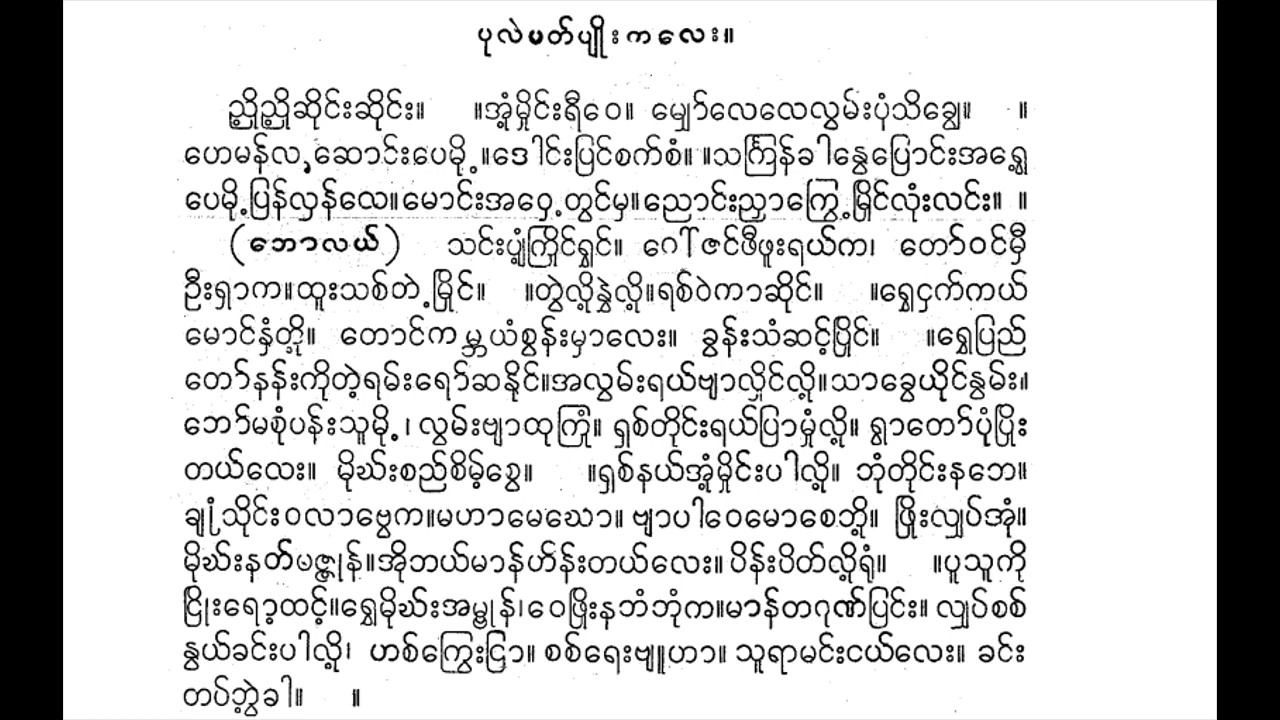 ပုလဲမတ်ပျိုးကလေး။
ညှို့ညှို့ဆိုင်းဆိုင်း။ ။အုံ့မှိုင်းရီဝေ။ မျှော်လေလေလွမ်းပုံသိချွေ။ ။
ဟေမန်လ,ဆောင်းပေမို့။ဒေါင်းပြင်စက်စံ။ ။သင်္ကြန်ခါနွေပြောင်းအရွှေ့
ပေမို့ပြန်လှန်လေ။မောင်းအဝှေ့တွင်မှ။ညောင်းညှာကြွေ့မြိုင်လုံးလင်း။ ။
(ဘောလယ်) သင်းပျံ့ကြိုင်ရှင်။ ဂေါ်ဇင်ဖီဖူးရယ်က၊ တော်ဝင်မှီ
ဦးရှာက။ထူးသစ်တဲ့မြိုင်။ ။တွဲလို့နွဲလို့။ရစ်ဝဲကာဆိုင်။ ။ရွှေငှက်ကယ်
မောင်နှံတို့။ တောင်ကမ္ဘယံစွန်းမှာလေး။ ခွန်းသံဆင့်ပြိုင်။ ။ရွှေပြည်
တော်နန်းကိုတဲ့ရမ်းရော်ဆနိုင်။အလွမ်းရယ်ဗျာလှိုင်လို့။သာခွေယိုင်နွမ်း။
ဘော်မစုံပန်းသူမို့၊လွမ်းဗျာထုကြုံ။ ရှစ်တိုင်းရယ်ပြာမှုံလို့။ ရွာတော်ပုံပြိုး
တယ်လေး။ မိုဃ်းစည်စိမ့်စွေ။ ။ရှစ်နယ်အုံ့မှိုင်းပါလို့။ ဘုံတိုင်းနဘေ။
ချုံသိုင်းဝလာဗွေက။မဟာမေဃော။ ဗျာပါဝေမောစေဘို့။ ဖြိုးလျှပ်အုံ။
မိုဃ်းနတ်ဖဇ္ဇုန်။အိုဘယ်မာန်ဟိန်းတယ်လေး။ ပိန်းပိတ်လို့ရုံ။ ။ပူသူကို
ငြိုးရော့ထင့်။ရွှေမိုဃ်းအမ္ဗုန်၊ဝေဖြိုးနဘံဘုံက။မာန်တဂုဏ်ပြင်း။ လျှပ်စစ်
နွယ်ခင်းပါလို့၊ ဟစ်ကြွေးငြာ။ စစ်ရေးဗျူဟာ။ သူရာမင်းငယ်လေး။ ခင်း
တပ်ဘွဲ့ခါ။ ။